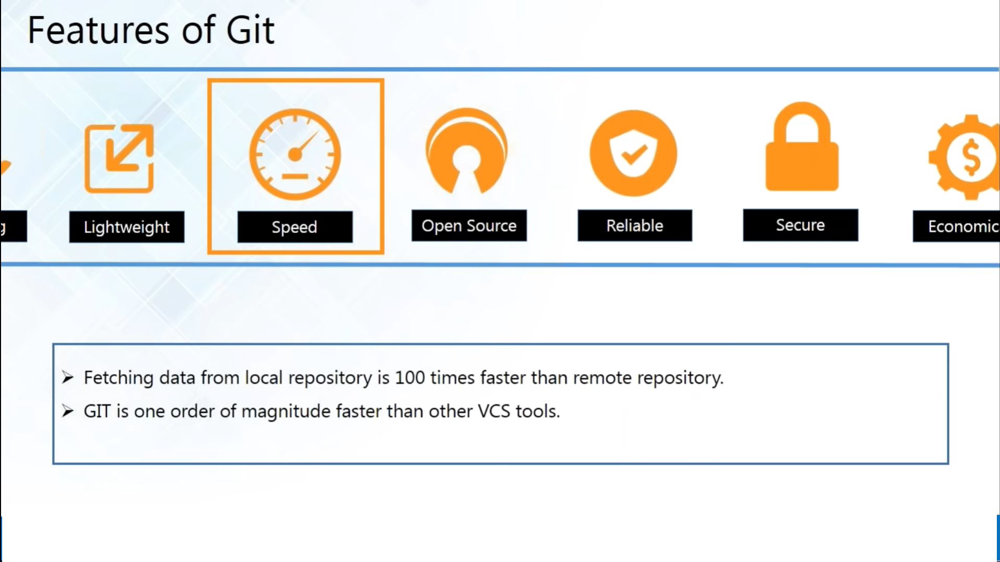 Features of Git
Lightweight
Speed
Open Source
Reliable
Secure
Economic
➢ Fetching data from local repository is 100 times faster than remote repository.
➢ GIT is one order of magnitude faster than other VCS tools.